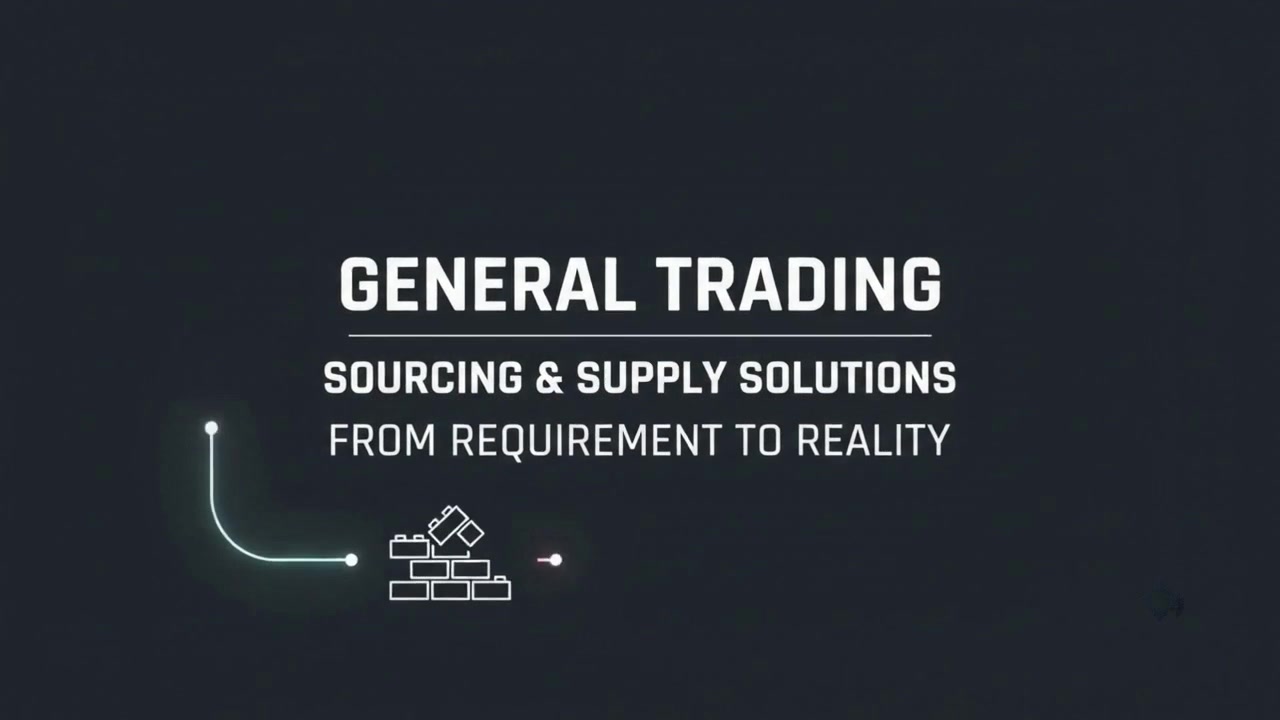 GENERAL TRADING
SOURCING & SUPPLY SOLUTIONS
FROM REQUIREMENT TO REALITY